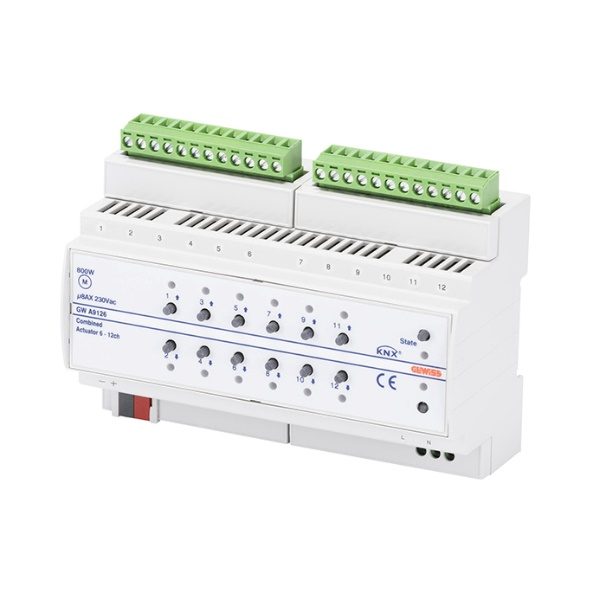 1 2 3 4 5 6 7 8 9 10 11 12
800W
M
µ8AX 230Vac
GW A9126
Combined
Actuator 6 - 12ch
1 3 5 7 9 11
State
KNX®
2 4 6 8 10 12
CE
GEWISS
- +
L N